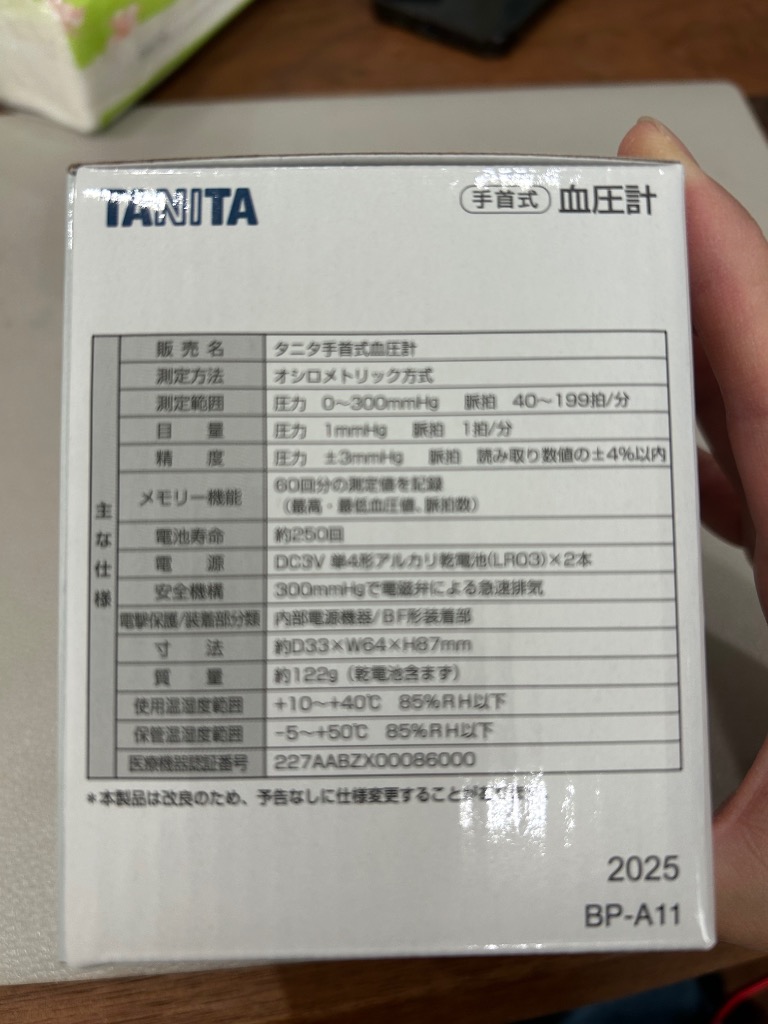 TANITA
手首式 血圧計
主な仕様
販売名 タニタ手首式血圧計
測定方法 オシロメトリック方式
測定範囲 圧力 0～300mmHg 脈拍 40～199拍/分
目量 圧力 1mmHg 脈拍 1拍/分
精度 圧力 ±3mmHg 脈拍 読み取り数値の±4%以内
メモリー機能 60回分の測定値を記録
（最高・最低血圧値、脈拍数）
電池寿命 約250回
電源 DC3V 単4形アルカリ乾電池(LR03)×2本
安全機構 300mmHgで電磁弁による急速排気
電撃保護/装着部分類 内部電源機器/BF形装着部
寸法 約D33×W64×H87mm
質量 約122g（乾電池含まず）
使用温湿度範囲 +10～+40℃ 85%RH以下
保管温湿度範囲 -5～+50℃ 85%RH以下
医療機器認証番号 227AABZX00086000
*本製品は改良のため、予告なしに仕様変更することがあります。
2025
BP-A11